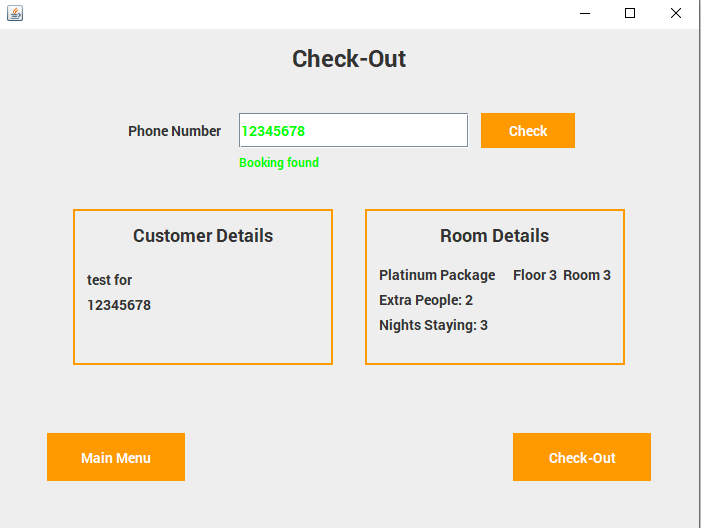 Check-Out
Phone Number 12345678 Check
Booking found
Customer Details
test for
12345678
Room Details
Platinum Package Floor 3 Room 3
Extra People: 2
Nights Staying: 3
Main Menu Check-Out